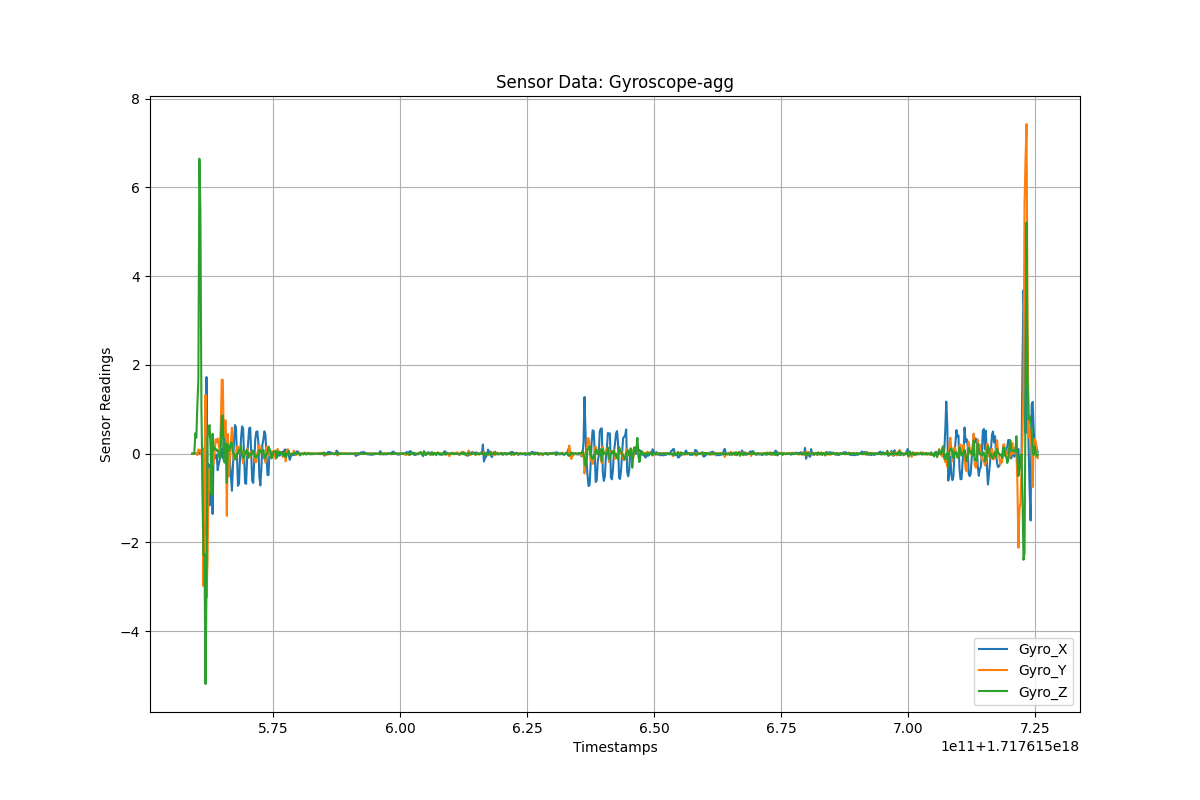 Sensor Data: Gyroscope-agg
8
6
4
2
0
−2
−4
Sensor Readings
5.75 6.00 6.25 6.50 6.75 7.00 7.25
Timestamps
1e11+1.717615e18
Gyro_X
Gyro_Y
Gyro_Z